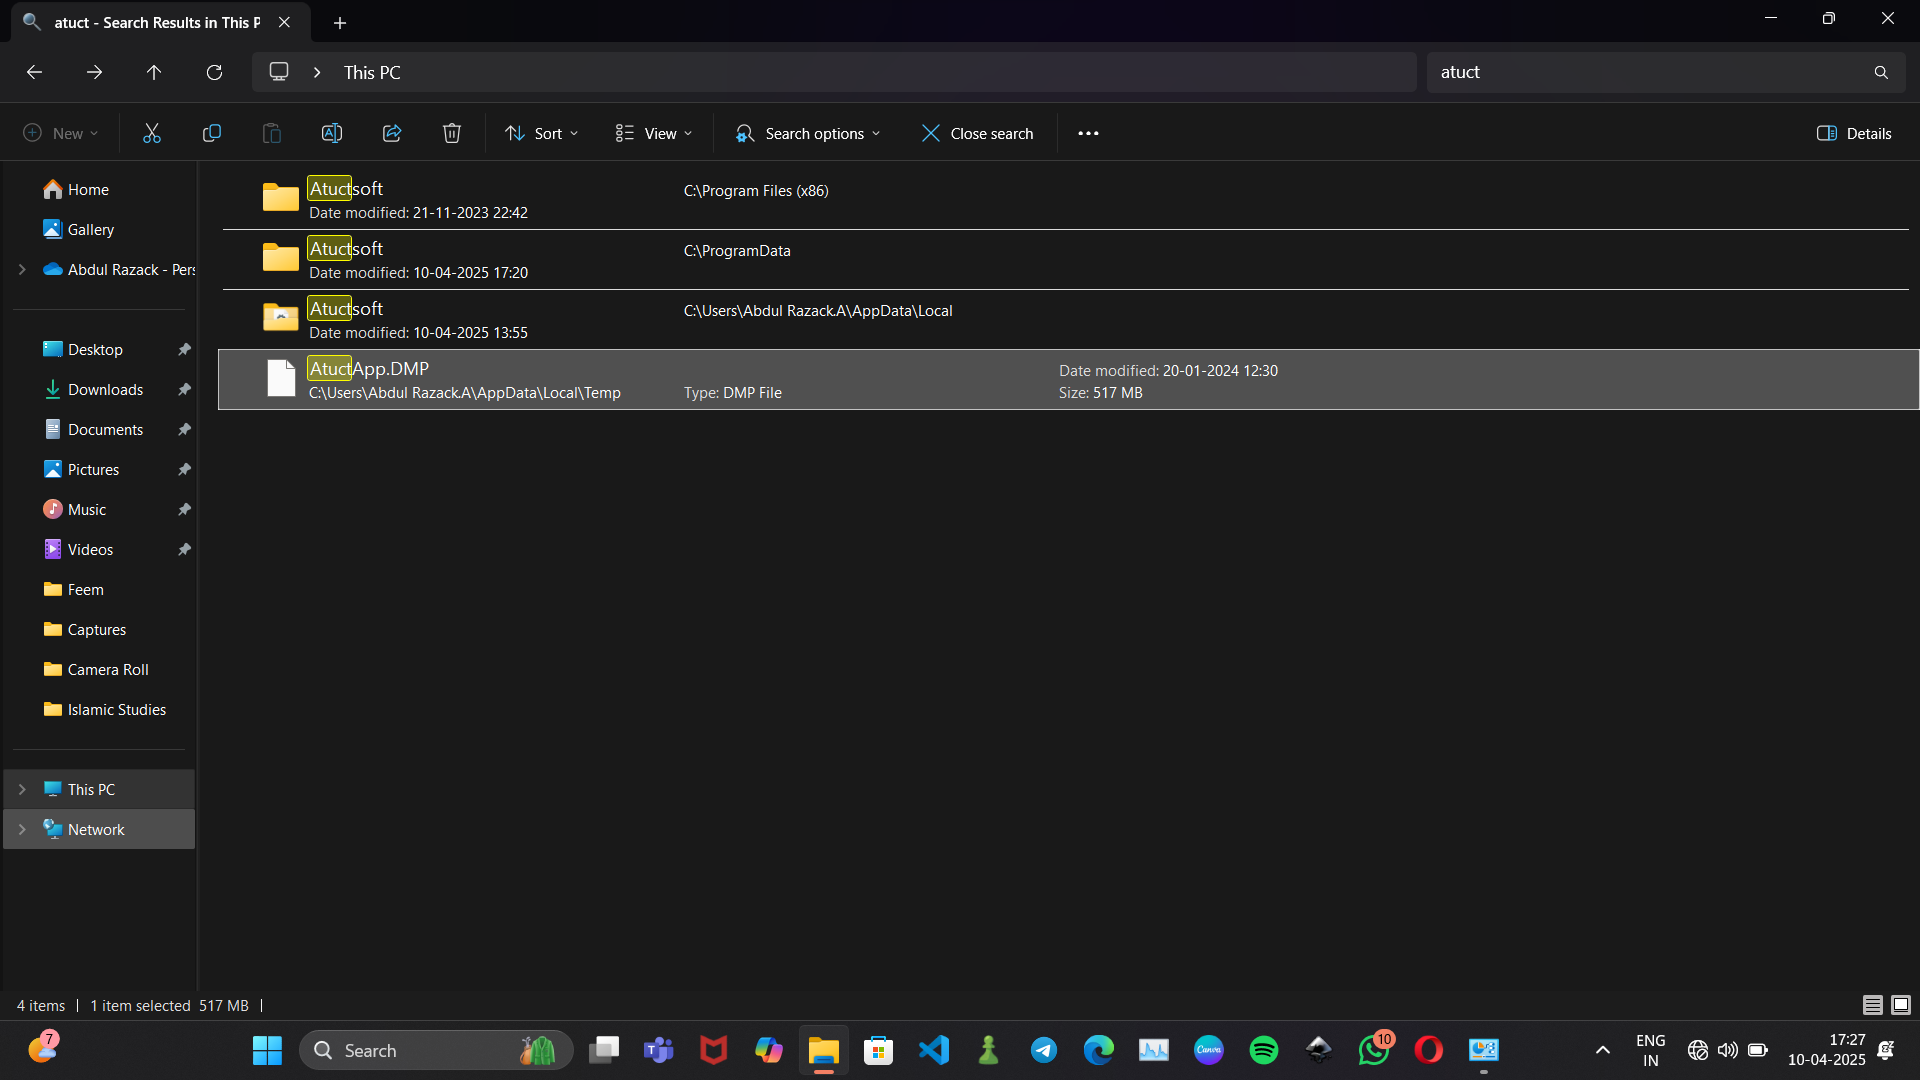 atuct - Search Results in This P
This PC
atuct
New
Sort
View
Search options
Close search
Details
Home
Gallery
Abdul Razack - Pers
Desktop
Downloads
Documents
Pictures
Music
Videos
Feem
Captures
Camera Roll
Islamic Studies
This PC
Network
Atuctsoft
C:\Program Files (x86)
Date modified: 21-11-2023 22:42
Atuctsoft
C:\ProgramData
Date modified: 10-04-2025 17:20
Atuctsoft
C:\Users\Abdul Razack.A\AppData\Local
Date modified: 10-04-2025 13:55
AtuctApp.DMP
Date modified: 20-01-2024 12:30
C:\Users\Abdul Razack.A\AppData\Local\Temp
Type: DMP File
Size: 517 MB
4 items
1 item selected 517 MB
7
Search
Canva
10
ENG
IN
17:27
10-04-2025